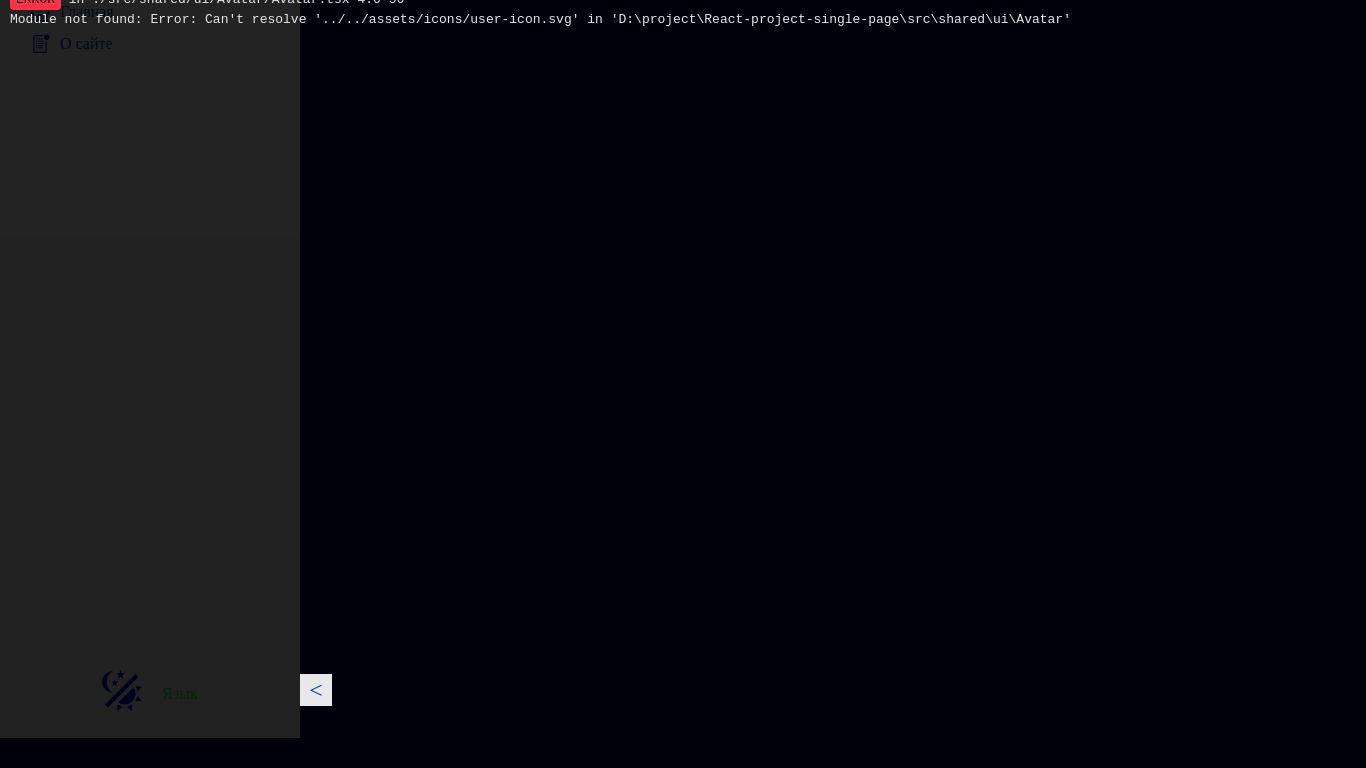 ERROR in ./src/shared/ui/Avatar/Avatar.tsx 4:0-56
Главная
Module not found: Error: Can't resolve '../../assets/icons/user-icon.svg' in 'D:\project\React-project-single-page\src\shared\ui\Avatar'
О сайте
Язык
<